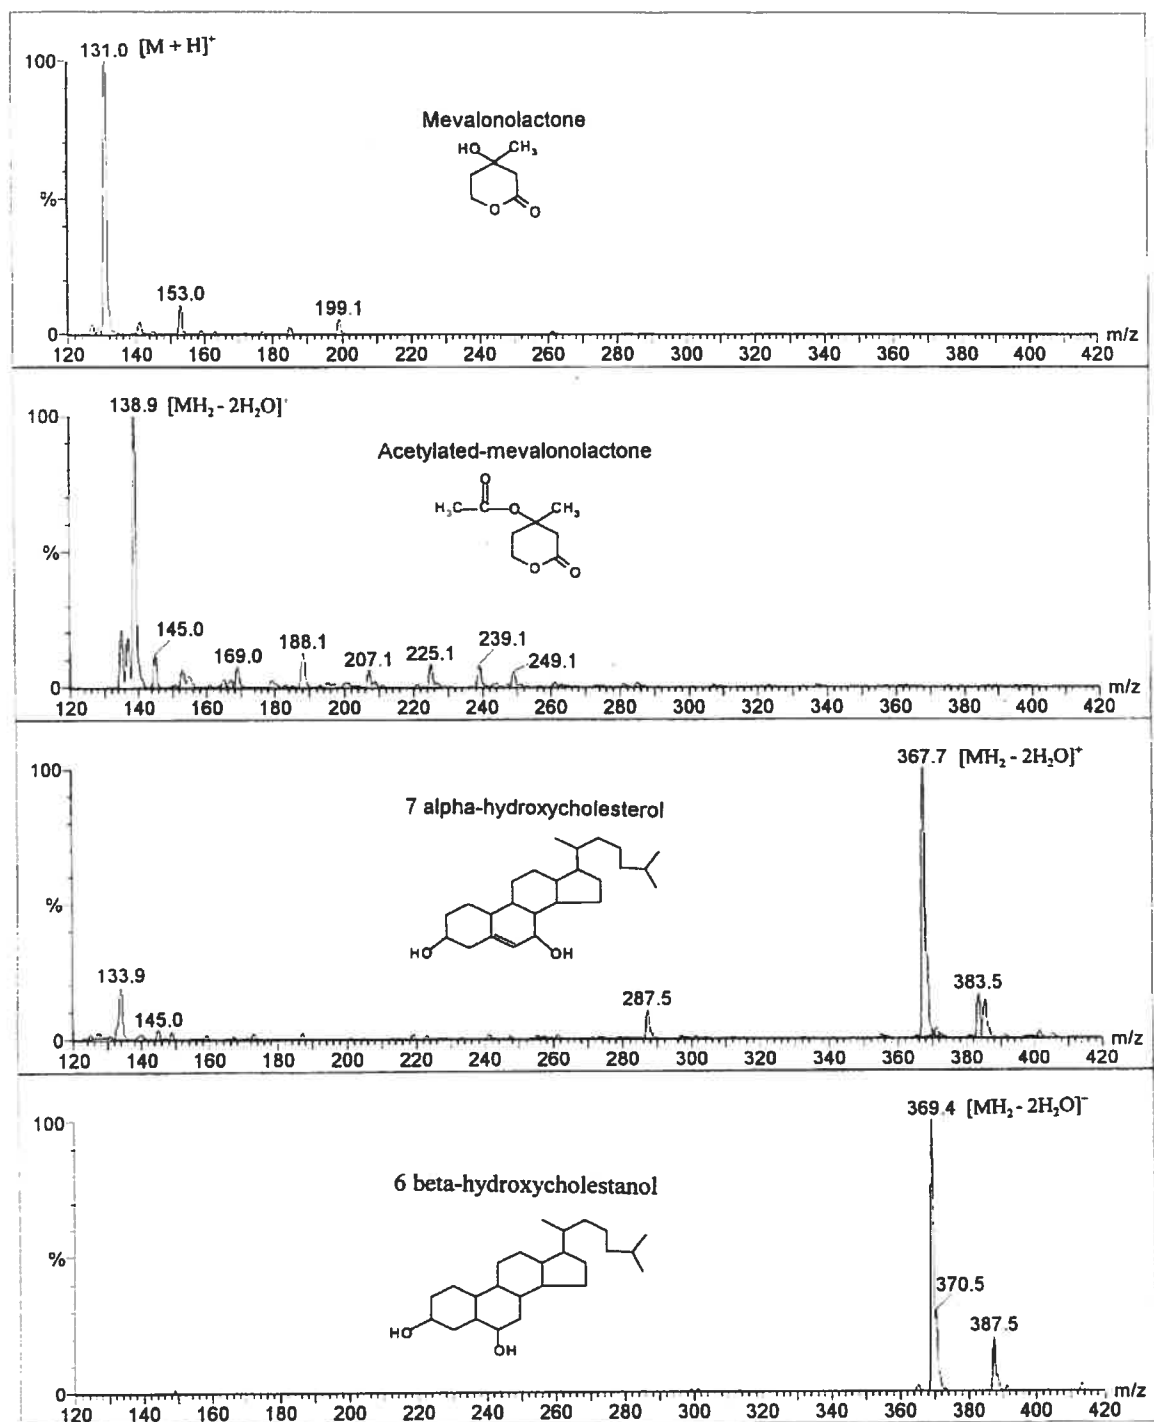 131.0 [M + H]⁺
100
Mevalonolactone
HO CH₃
%
O O
153.0
199.1
0
120 140 160 180 200 220 240 260 280 300 320 340 360 380 400 420 m/z
138.9 [MH₂ - 2H₂O]⁺
100
Acetylated-mevalonolactone
O
H₃C C O CH₃
%
O O
145.0
169.0
188.1
207.1
225.1
239.1
249.1
0
120 140 160 180 200 220 240 260 280 300 320 340 360 380 400 420 m/z
367.7 [MH₂ - 2H₂O]⁺
100
7 alpha-hydroxycholesterol
%
HO OH
133.9
145.0
287.5
383.5
0
120 140 160 180 200 220 240 260 280 300 320 340 360 380 400 420 m/z
369.4 [MH₂ - 2H₂O]⁻
100
6 beta-hydroxycholestanol
%
370.5
387.5
HO
OH
0
120 140 160 180 200 220 240 260 280 300 320 340 360 380 400 420 m/z